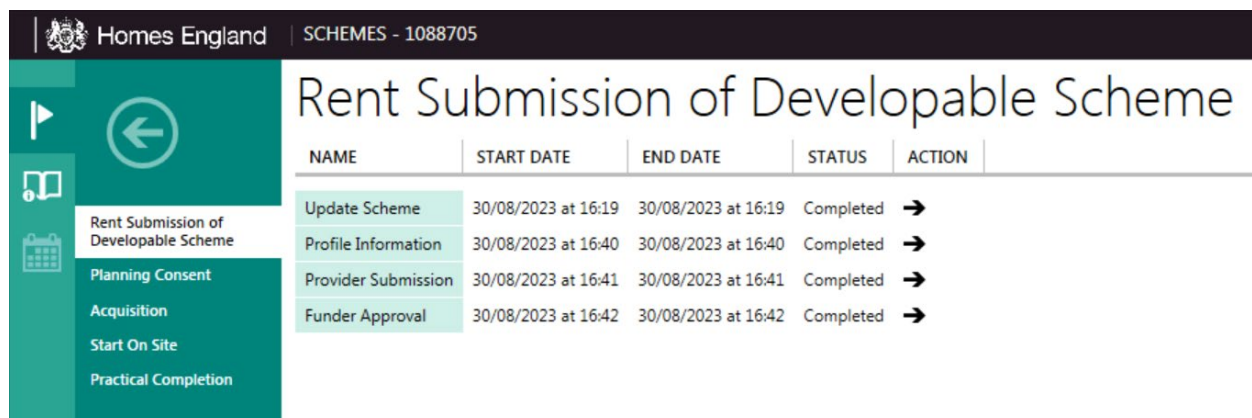 Homes England | SCHEMES - 1088705
Rent Submission of Developable Scheme
NAME START DATE END DATE STATUS ACTION
Update Scheme 30/08/2023 at 16:19 30/08/2023 at 16:19 Completed
Profile Information 30/08/2023 at 16:40 30/08/2023 at 16:40 Completed
Provider Submission 30/08/2023 at 16:41 30/08/2023 at 16:41 Completed
Funder Approval 30/08/2023 at 16:42 30/08/2023 at 16:42 Completed
Rent Submission of
Developable Scheme
Planning Consent
Acquisition
Start On Site
Practical Completion